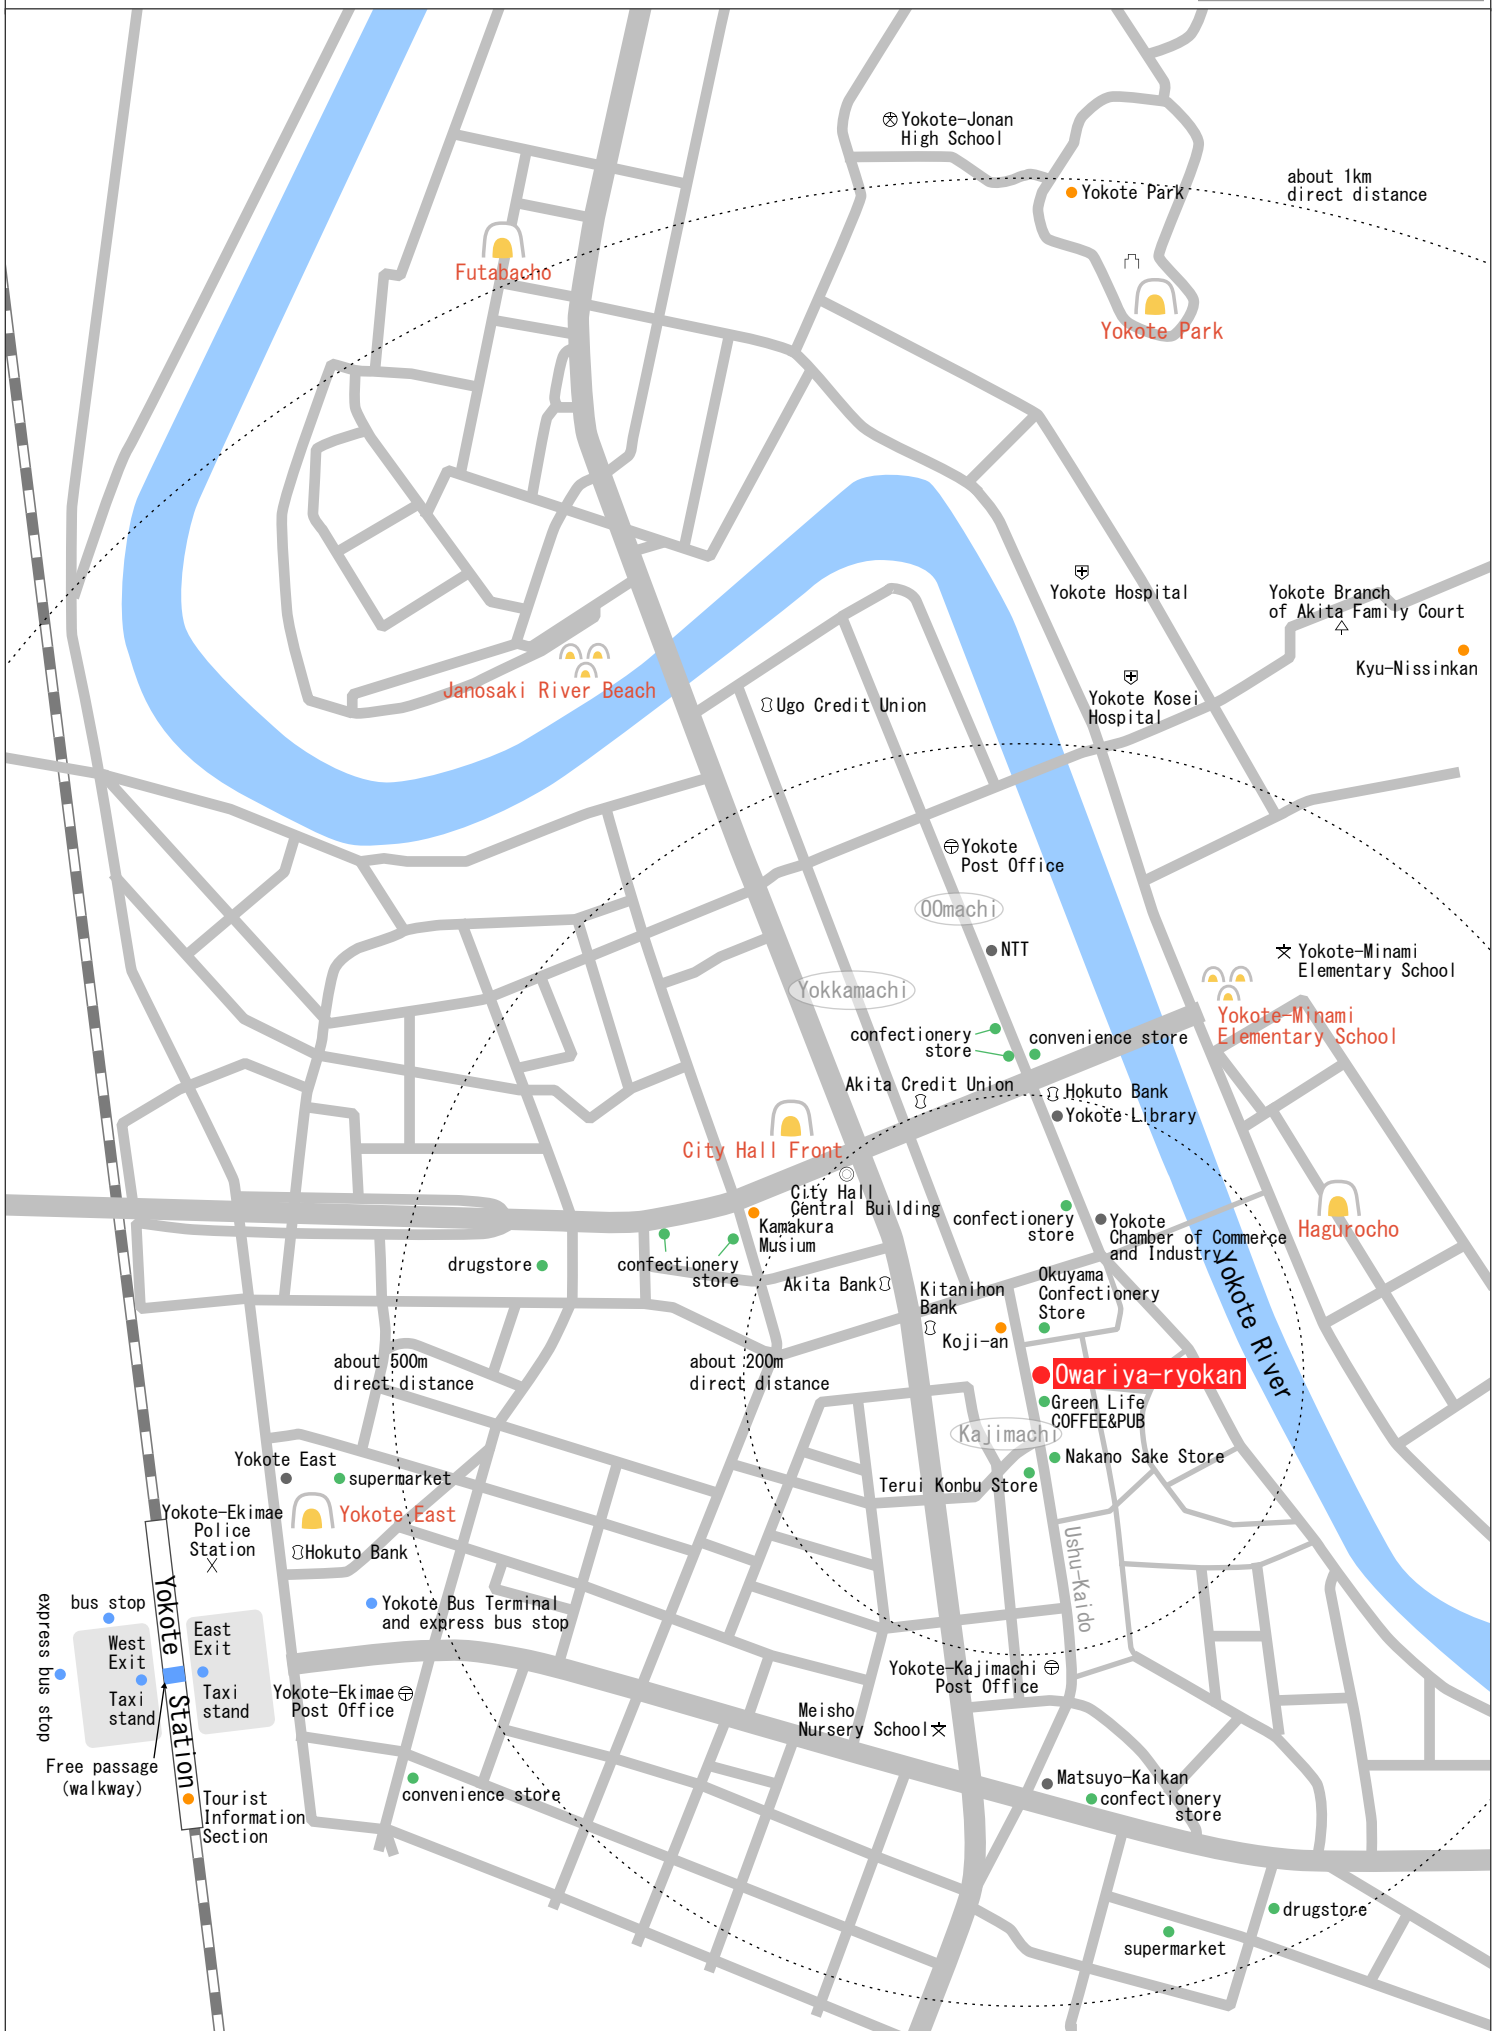 Yokote-Jonan
High School
about 1km
direct distance
Yokote Park
Futabacho
Yokote Park
Yokote Hospital
Yokote Branch
of Akita Family Court
Kyu-Nissinkan
Janosaki River Beach
Yokote Kosei
Hospital
Ugo Credit Union
Yokote
Post Office
OOmachi
NTT
Yokote-Minami
Elementary School
Yokkamachi
Yokote-Minami
Elementary School
confectionery
store
convenience store
Akita Credit Union
Hokuto Bank
Yokote Library
City Hall Front
City Hall
Central Building
Kamakura
Musium
confectionery
store
Yokote
Chamber of Commerce
and Industry
Hagurocho
drugstore
confectionery
store
Akita Bank
Kitanihon
Bank
Okuyama
Confectionery
Store
Koji-an
Yokote River
about 500m
direct distance
about 200m
direct distance
Owariya-ryokan
Green Life
COFFEE&PUB
Kajimachi
Nakano Sake Store
Terui Konbu Store
Yokote East
supermarket
Yokote East
Yokote-Ekimae
Police
Station
Hokuto Bank
Ushu-Kaido
bus stop
express bus stop
West
Exit
Taxi
stand
Yokote Station
East
Exit
Taxi
stand
Yokote Bus Terminal
and express bus stop
Yokote-Ekimae
Post Office
Yokote-Kajimachi
Post Office
Meisho
Nursery School
Free passage
(walkway)
Tourist
Information
Section
convenience store
Matsuyo-Kaikan
confectionery
store
drugstore
supermarket